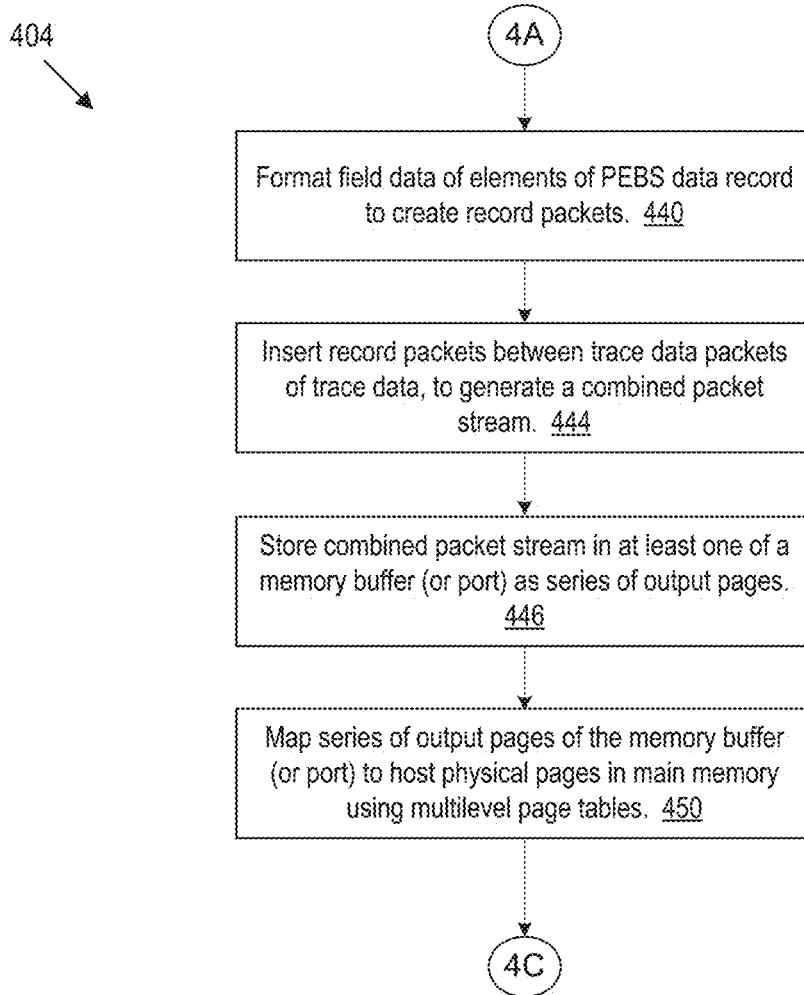 404
4A
Format field data of elements of PEBS data record
to create record packets. 440
Insert record packets between trace data packets
of trace data, to generate a combined packet
stream. 444
Store combined packet stream in at least one of a
memory buffer (or port) as series of output pages.
446
Map series of output pages of the memory buffer
(or port) to host physical pages in main memory
using multilevel page tables. 450
4C